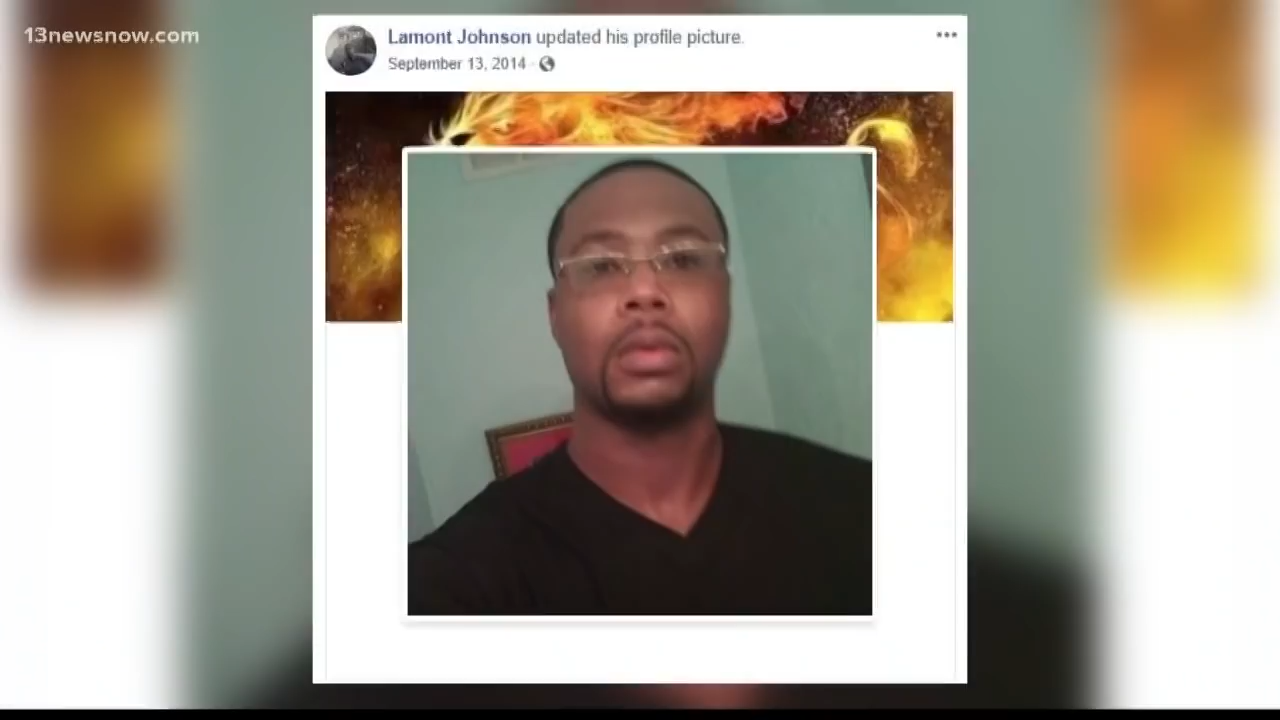 13newsnow.com
Lamont Johnson updated his profile picture.
September 13, 2014 ·